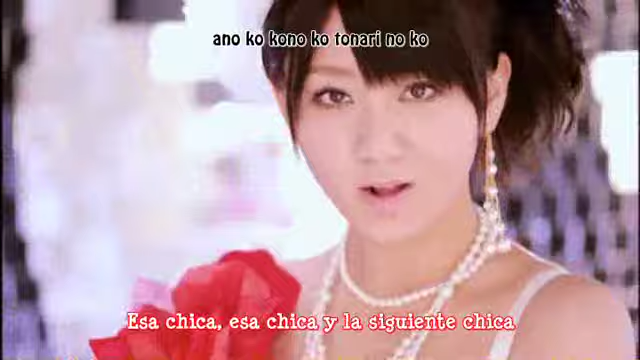 ano ko kono ko tonari no ko
Esa chica, esa chica y la siguiente chica